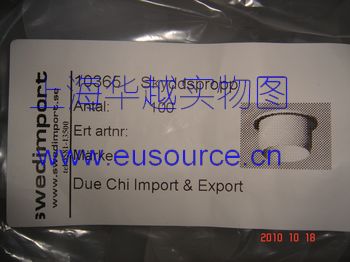 swedimport
www.swedimport.se
10365 Skyddspropp
Antal: 100
Ert artnr:
Märke:
Due Chi Import & Export
上海华越实物图
www.eusource.cn
2010 10 18